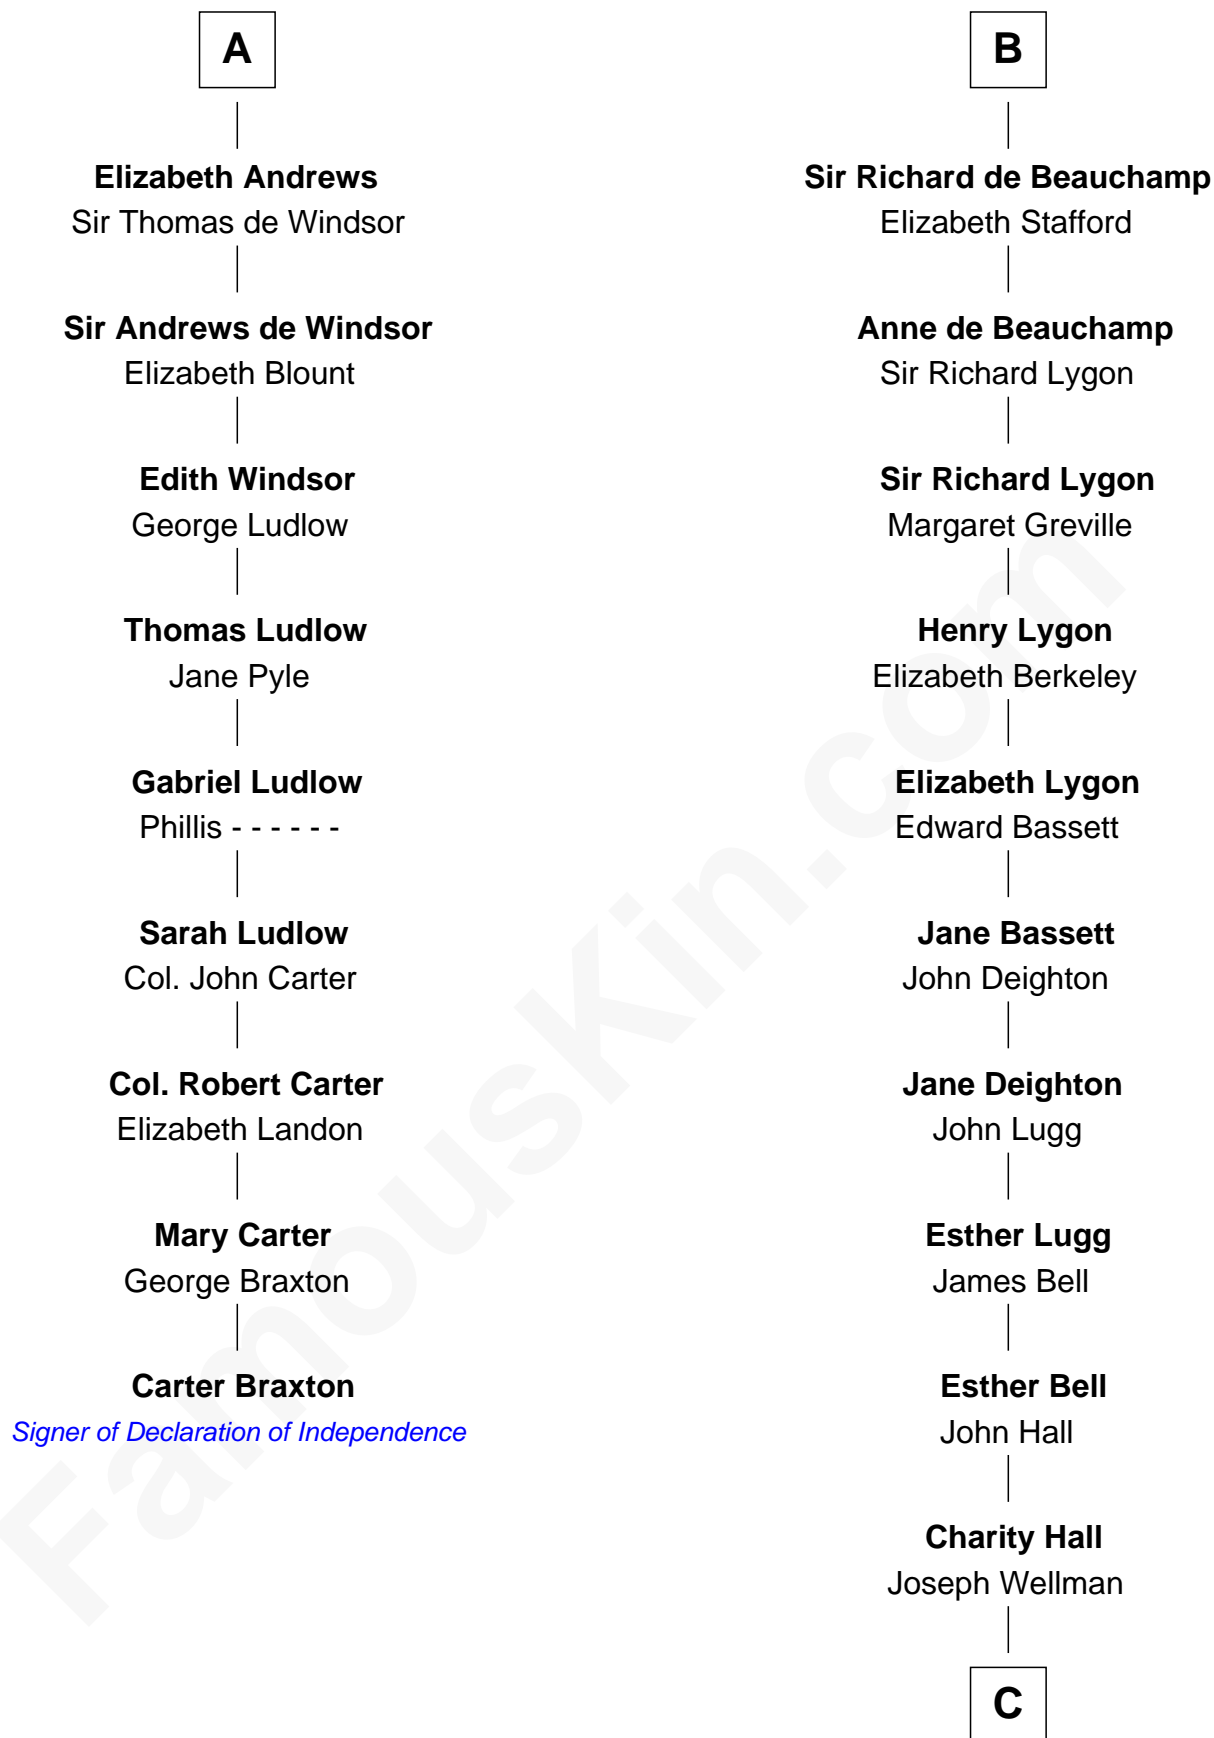 A
Elizabeth Andrews
Sir Thomas de Windsor
Sir Andrews de Windsor
Elizabeth Blount
Edith Windsor
George Ludlow
Thomas Ludlow
Jane Pyle
Gabriel Ludlow
Phillis - - - - - -
Sarah Ludlow
Col. John Carter
Col. Robert Carter
Elizabeth Landon
Mary Carter
George Braxton
Carter Braxton
Signer of Declaration of Independence
B
Sir Richard de Beauchamp
Elizabeth Stafford
Anne de Beauchamp
Sir Richard Lygon
Sir Richard Lygon
Margaret Greville
Henry Lygon
Elizabeth Berkeley
Elizabeth Lygon
Edward Bassett
Jane Bassett
John Deighton
Jane Deighton
John Lugg
Esther Lugg
James Bell
Esther Bell
John Hall
Charity Hall
Joseph Wellman
C
FamousKin.com